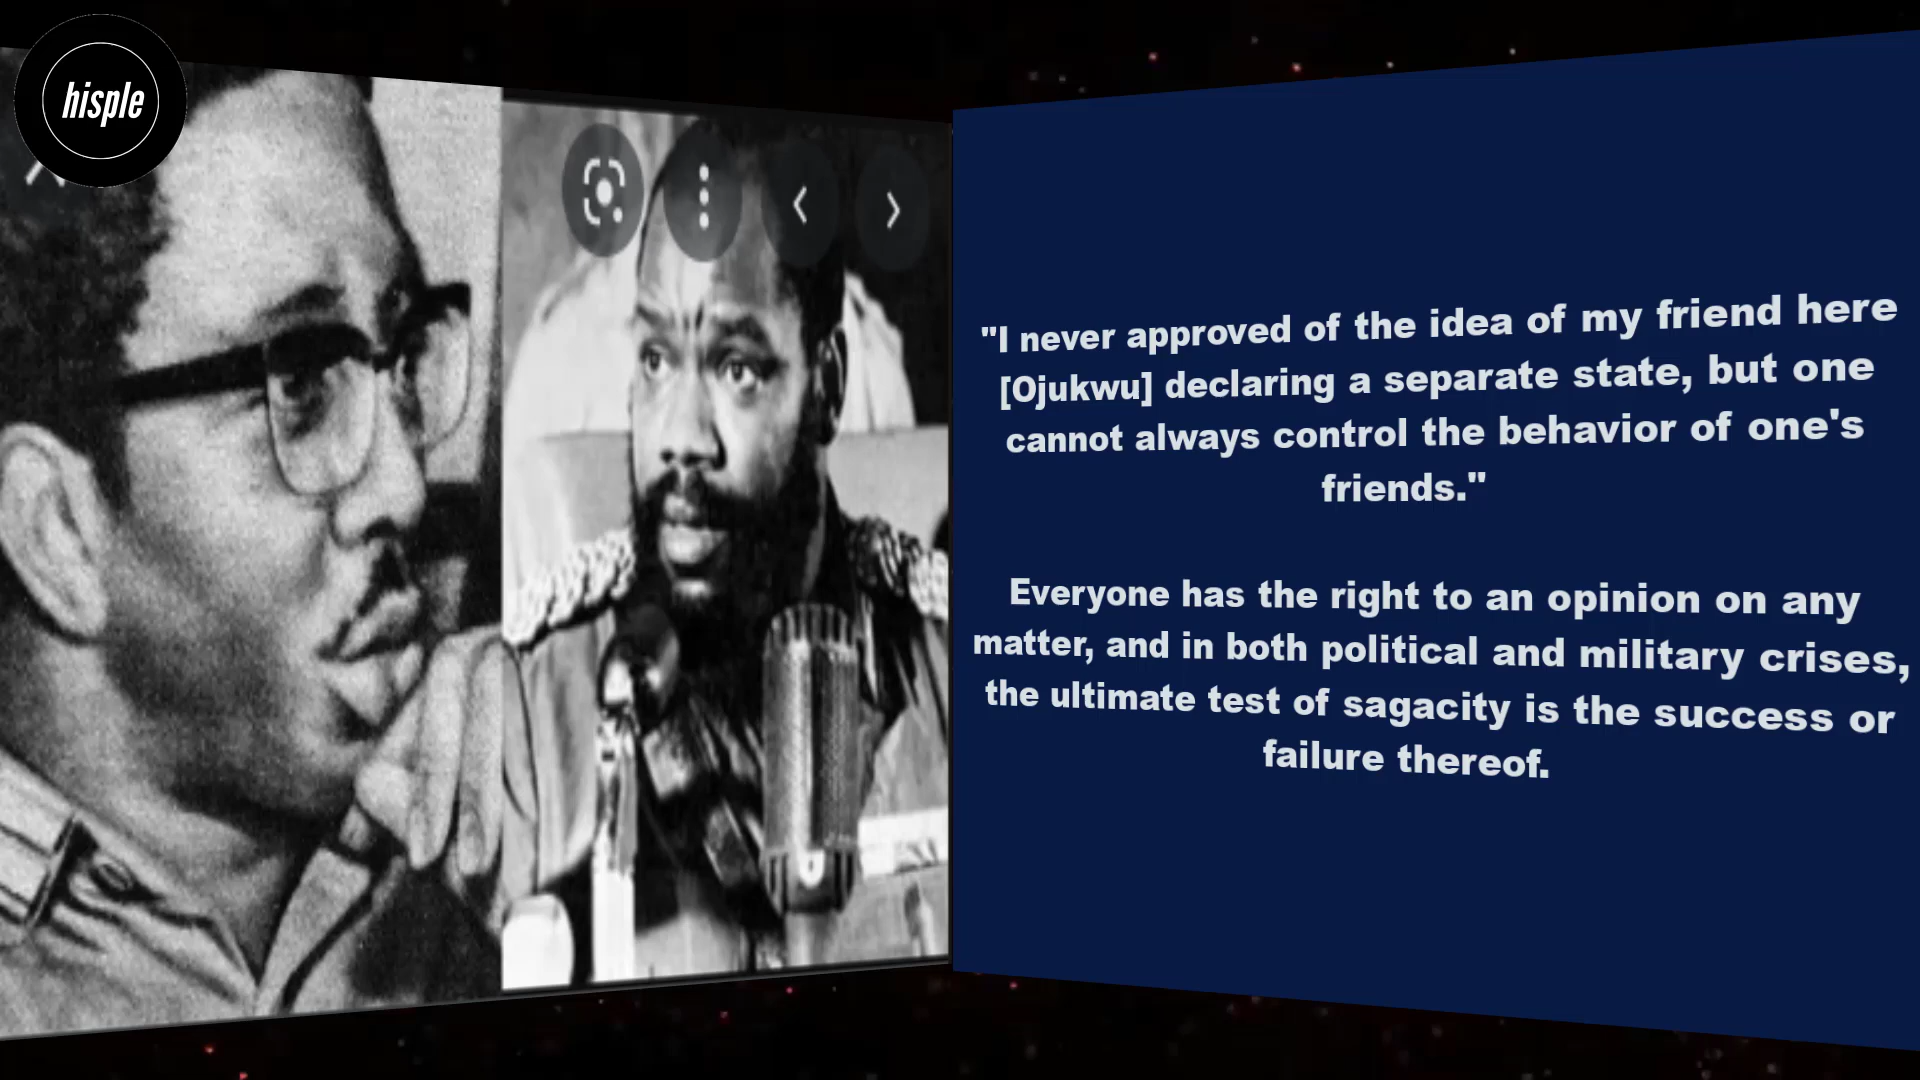 hisple
"I never approved of the idea of my friend here
[Ojukwu] declaring a separate state, but one
cannot always control the behavior of one's
friends."
Everyone has the right to an opinion on any
matter, and in both political and military crises,
the ultimate test of sagacity is the success or
failure thereof.